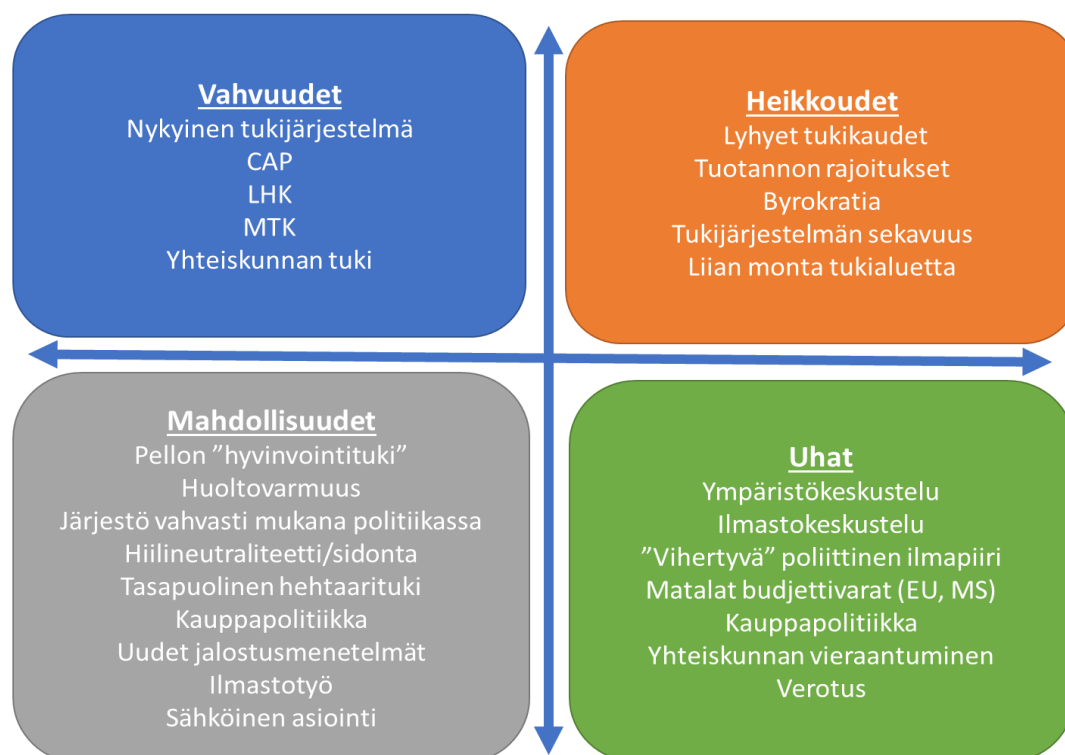 Vahvuudet
Nykyinen tukijärjestelmä
CAP
LHK
MTK
Yhteiskunnan tuki
Heikkoudet
Lyhyet tukikaudet
Tuotannon rajoitukset
Byrokratia
Tukijärjestelmän sekavuus
Liian monta tukialuetta
Mahdollisuudet
Pellon ”hyvinvointituki”
Huoltovarmuus
Järjestö vahvasti mukana politiikassa
Hiilineutraliteetti/sidonta
Tasapuolinen hehtaarituki
Kauppapolitiikka
Uudet jalostusmenetelmät
Ilmastotyö
Sähköinen asiointi
Uhat
Ympäristökeskustelu
Ilmastokeskustelu
”Vihertyvä” poliittinen ilmapiiri
Matalat budjettivarat (EU, MS)
Kauppapolitiikka
Yhteiskunnan vieraantuminen
Verotus